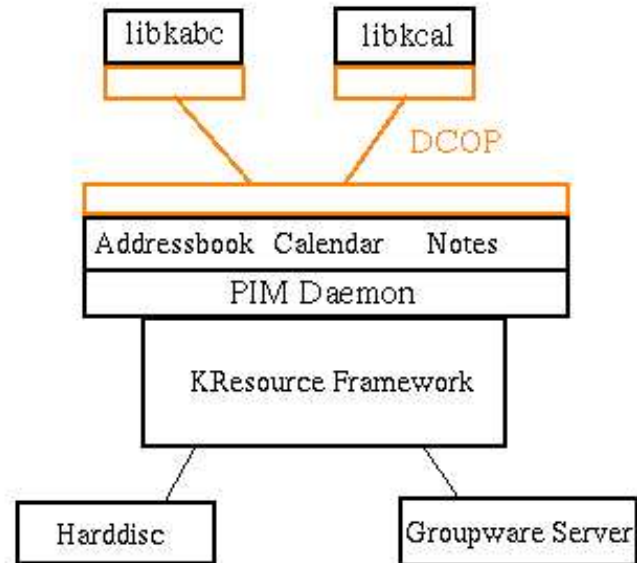 libkabc
libkcal
DCOP
Addressbook Calendar Notes
PIM Daemon
KResource Framework
Harddisc
Groupware Server